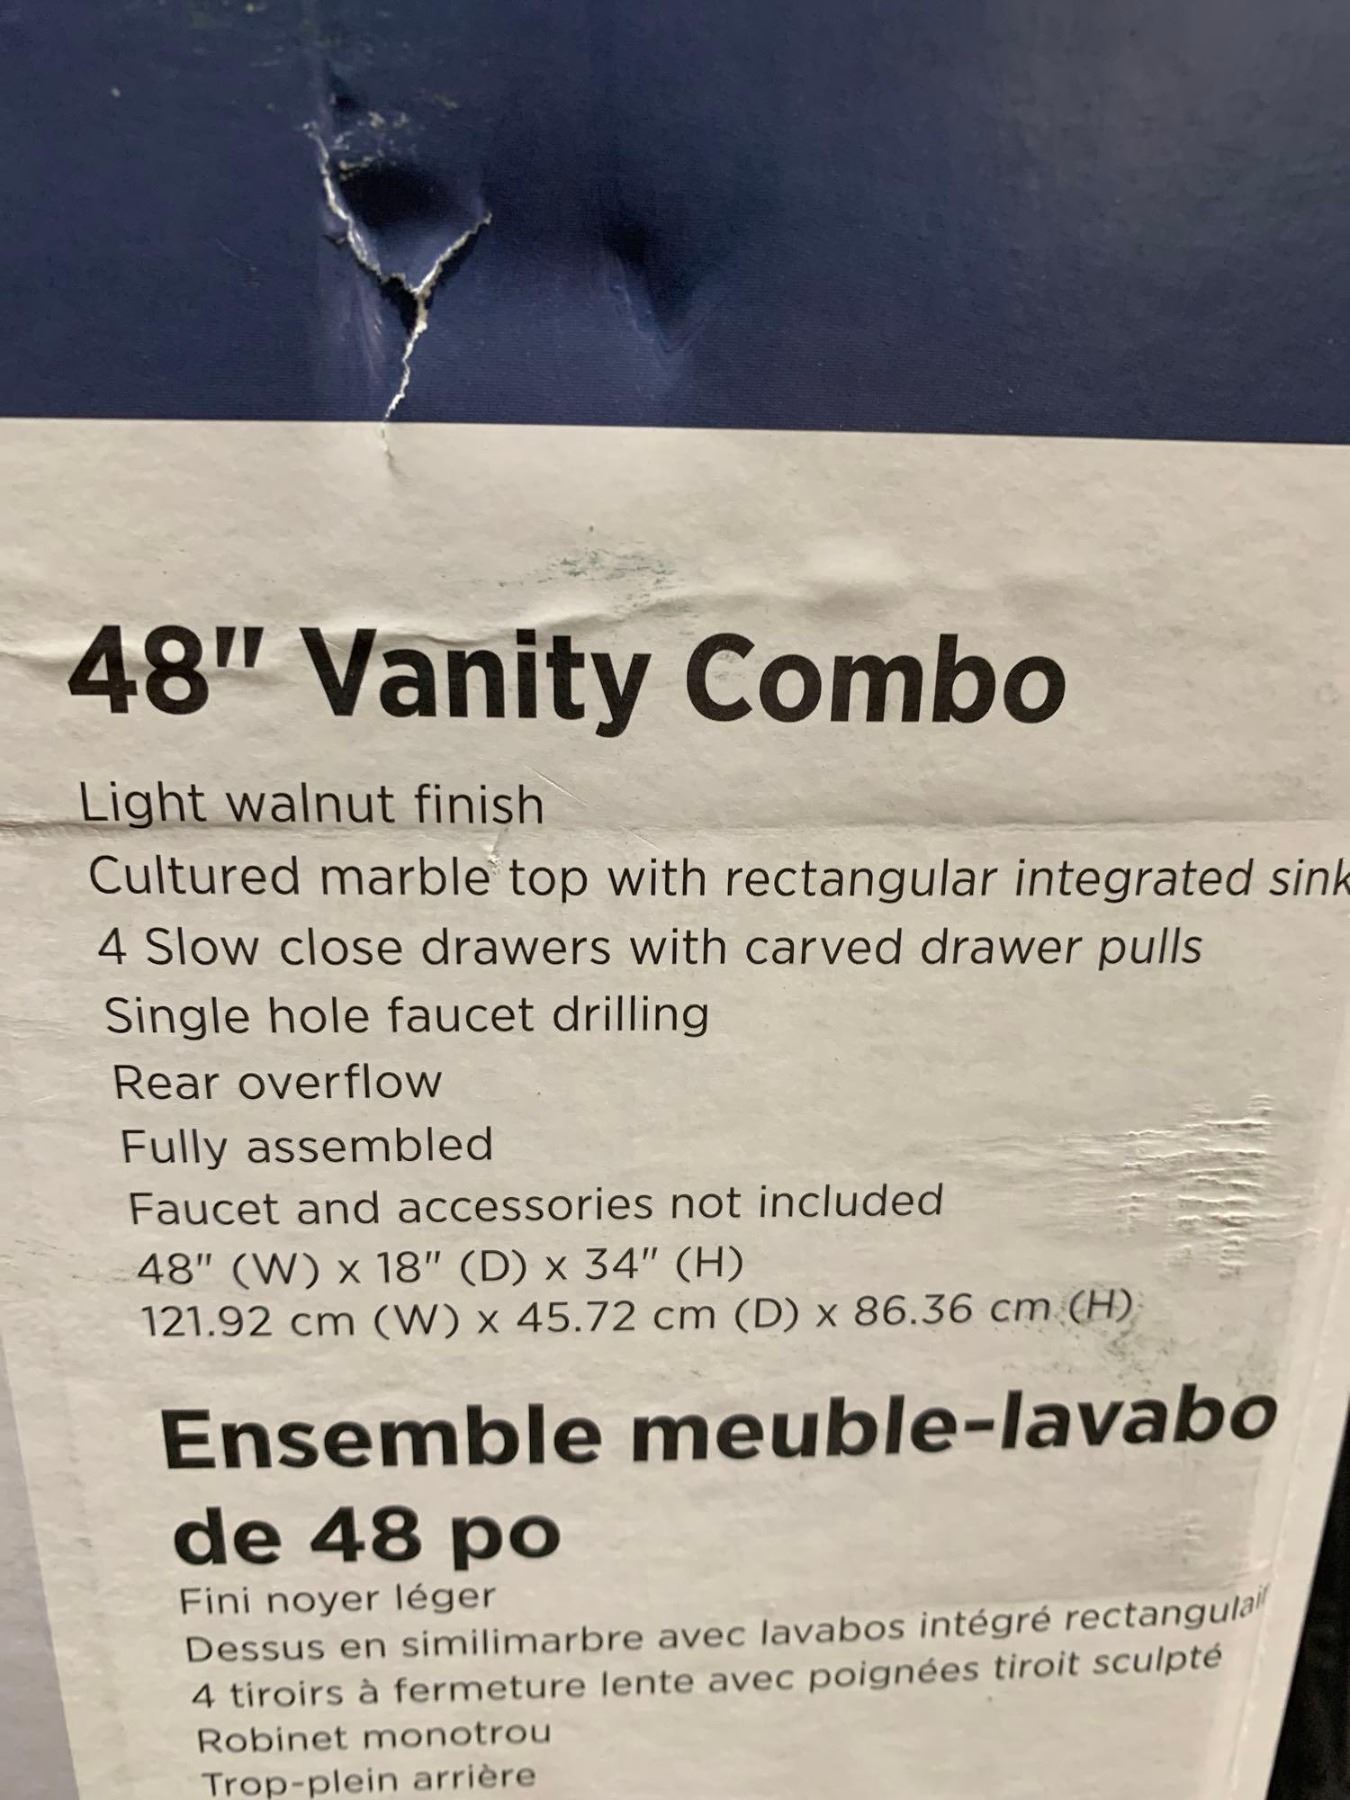 48" Vanity Combo
Light walnut finish
Cultured marble top with rectangular integrated sink
4 Slow close drawers with carved drawer pulls
Single hole faucet drilling
Rear overflow
Fully assembled
Faucet and accessories not included
48" (W) x 18" (D) x 34" (H)
121.92 cm (W) x 45.72 cm (D) x 86.36 cm (H)
Ensemble meuble-lavabo
de 48 po
Fini noyer léger
Dessus en similimarbre avec lavabos intégré rectangulair
4 tiroirs à fermeture lente avec poignées tiroit sculpté
Robinet monotrou
Trop-plein arrière